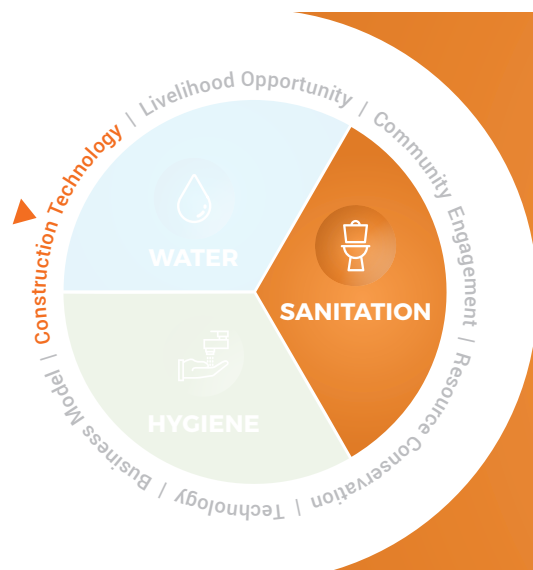 Construction Technology | Livelihood Opportunity | Community Engagement | Resource Conservation | Technology | Business Model |
WATER
SANITATION
HYGIENE